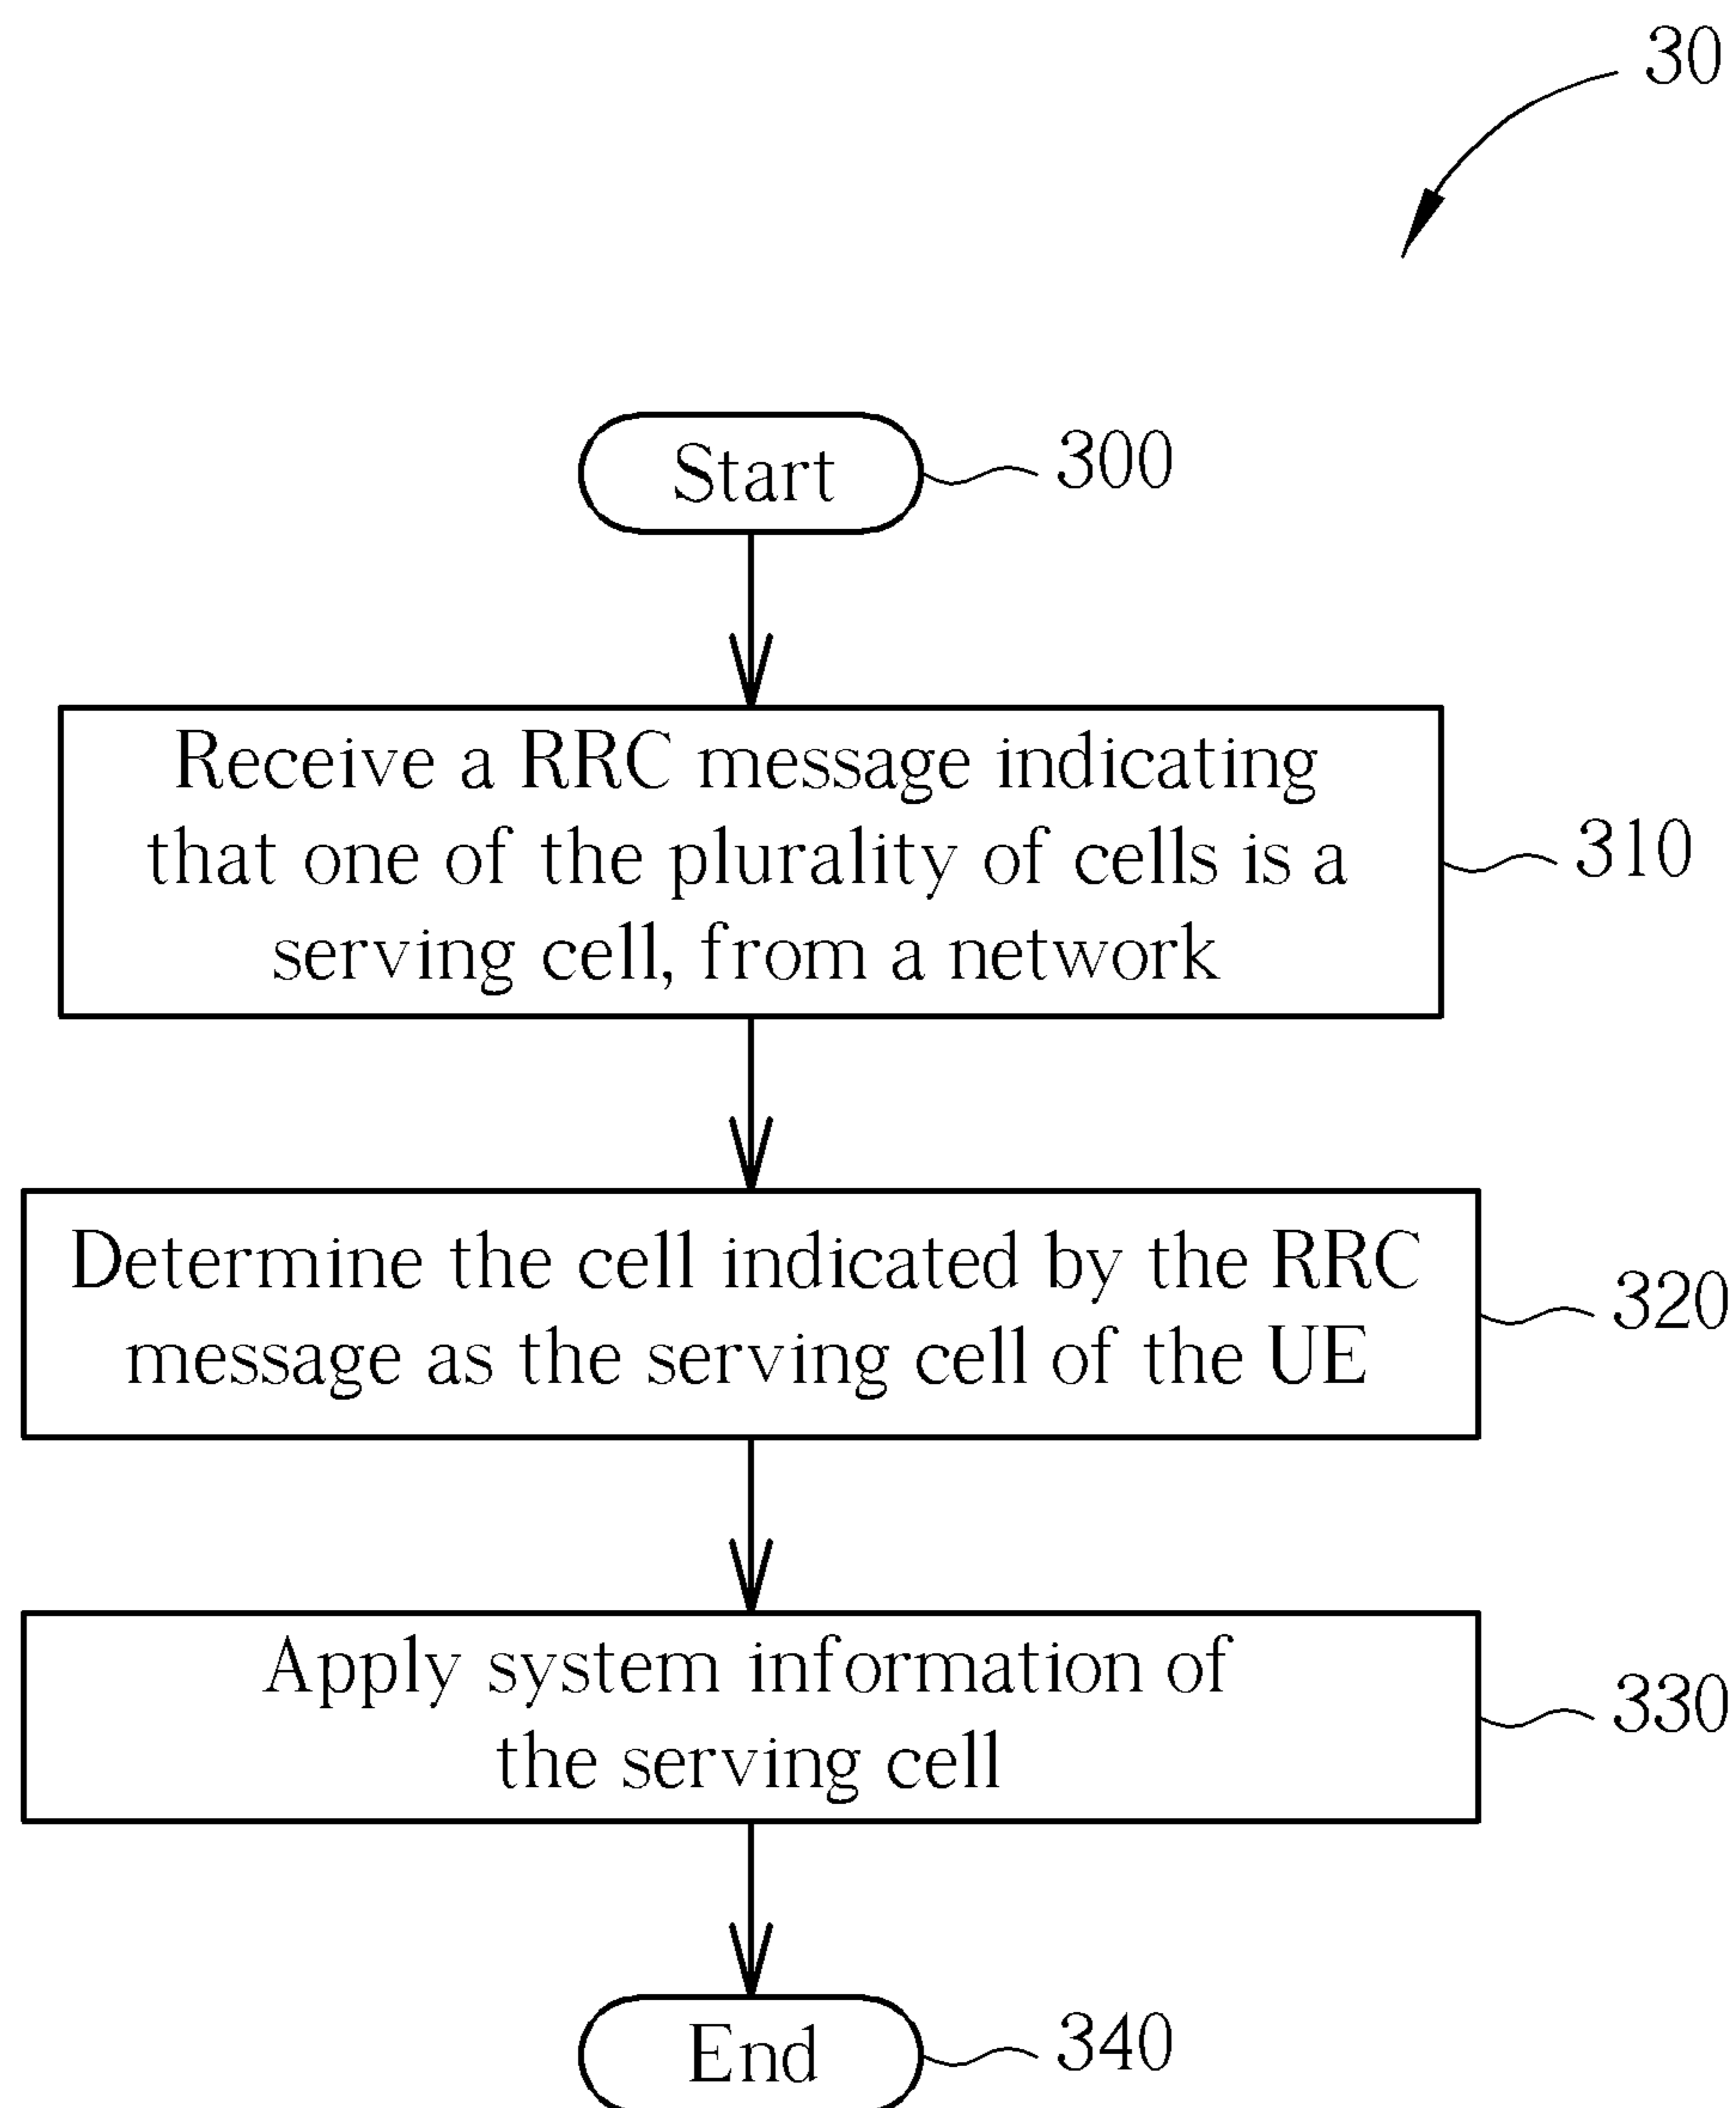 30
Start
300
Receive a RRC message indicating
that one of the plurality of cells is a
serving cell, from a network
310
Determine the cell indicated by the RRC
message as the serving cell of the UE
320
Apply system information of
the serving cell
330
End
340